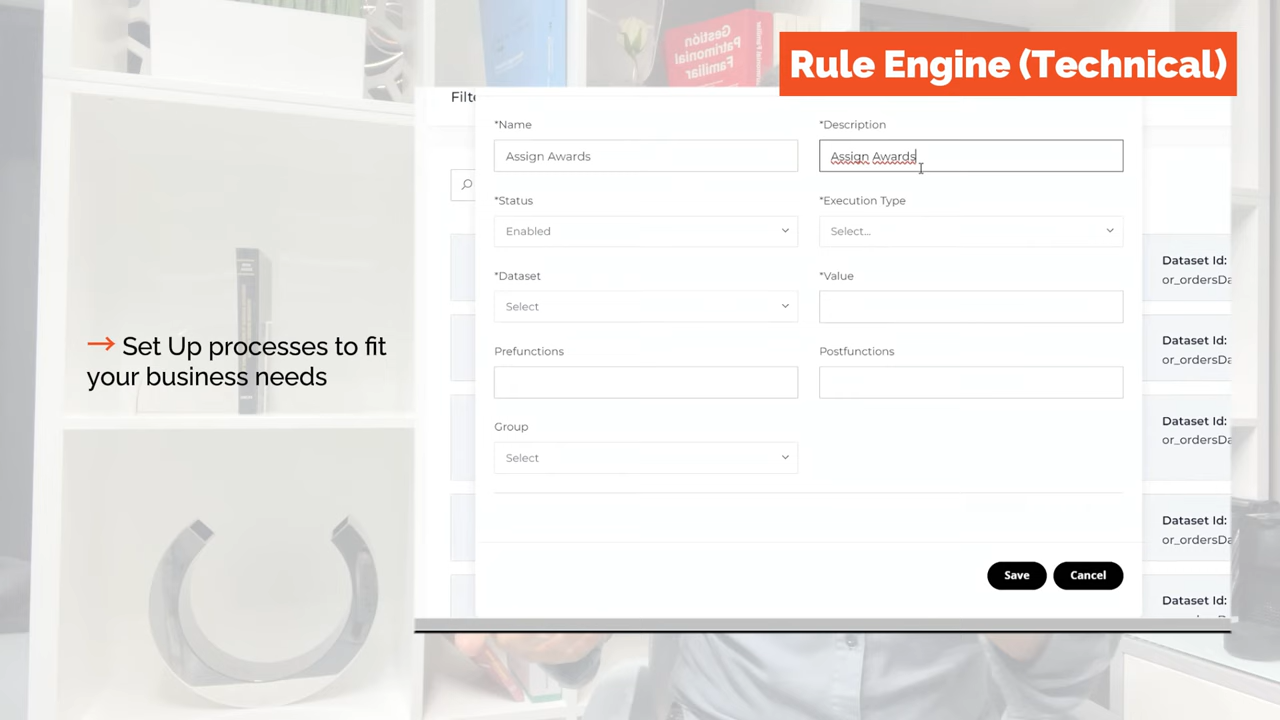 Rule Engine (Technical)
Gestión
Patrimonial
Familiar
*Name
*Description
Assign Awards
Assign Awards
*Status
*Execution Type
Enabled
Select...
*Dataset
*Value
Select
Prefunctions
Postfunctions
Group
Select
Save
Cancel
Dataset Id:
or_ordersDa
Dataset Id:
or_ordersDa
Dataset Id:
or_ordersDa
Dataset Id:
or_ordersDa
Dataset Id:
→ Set Up processes to fit
your business needs